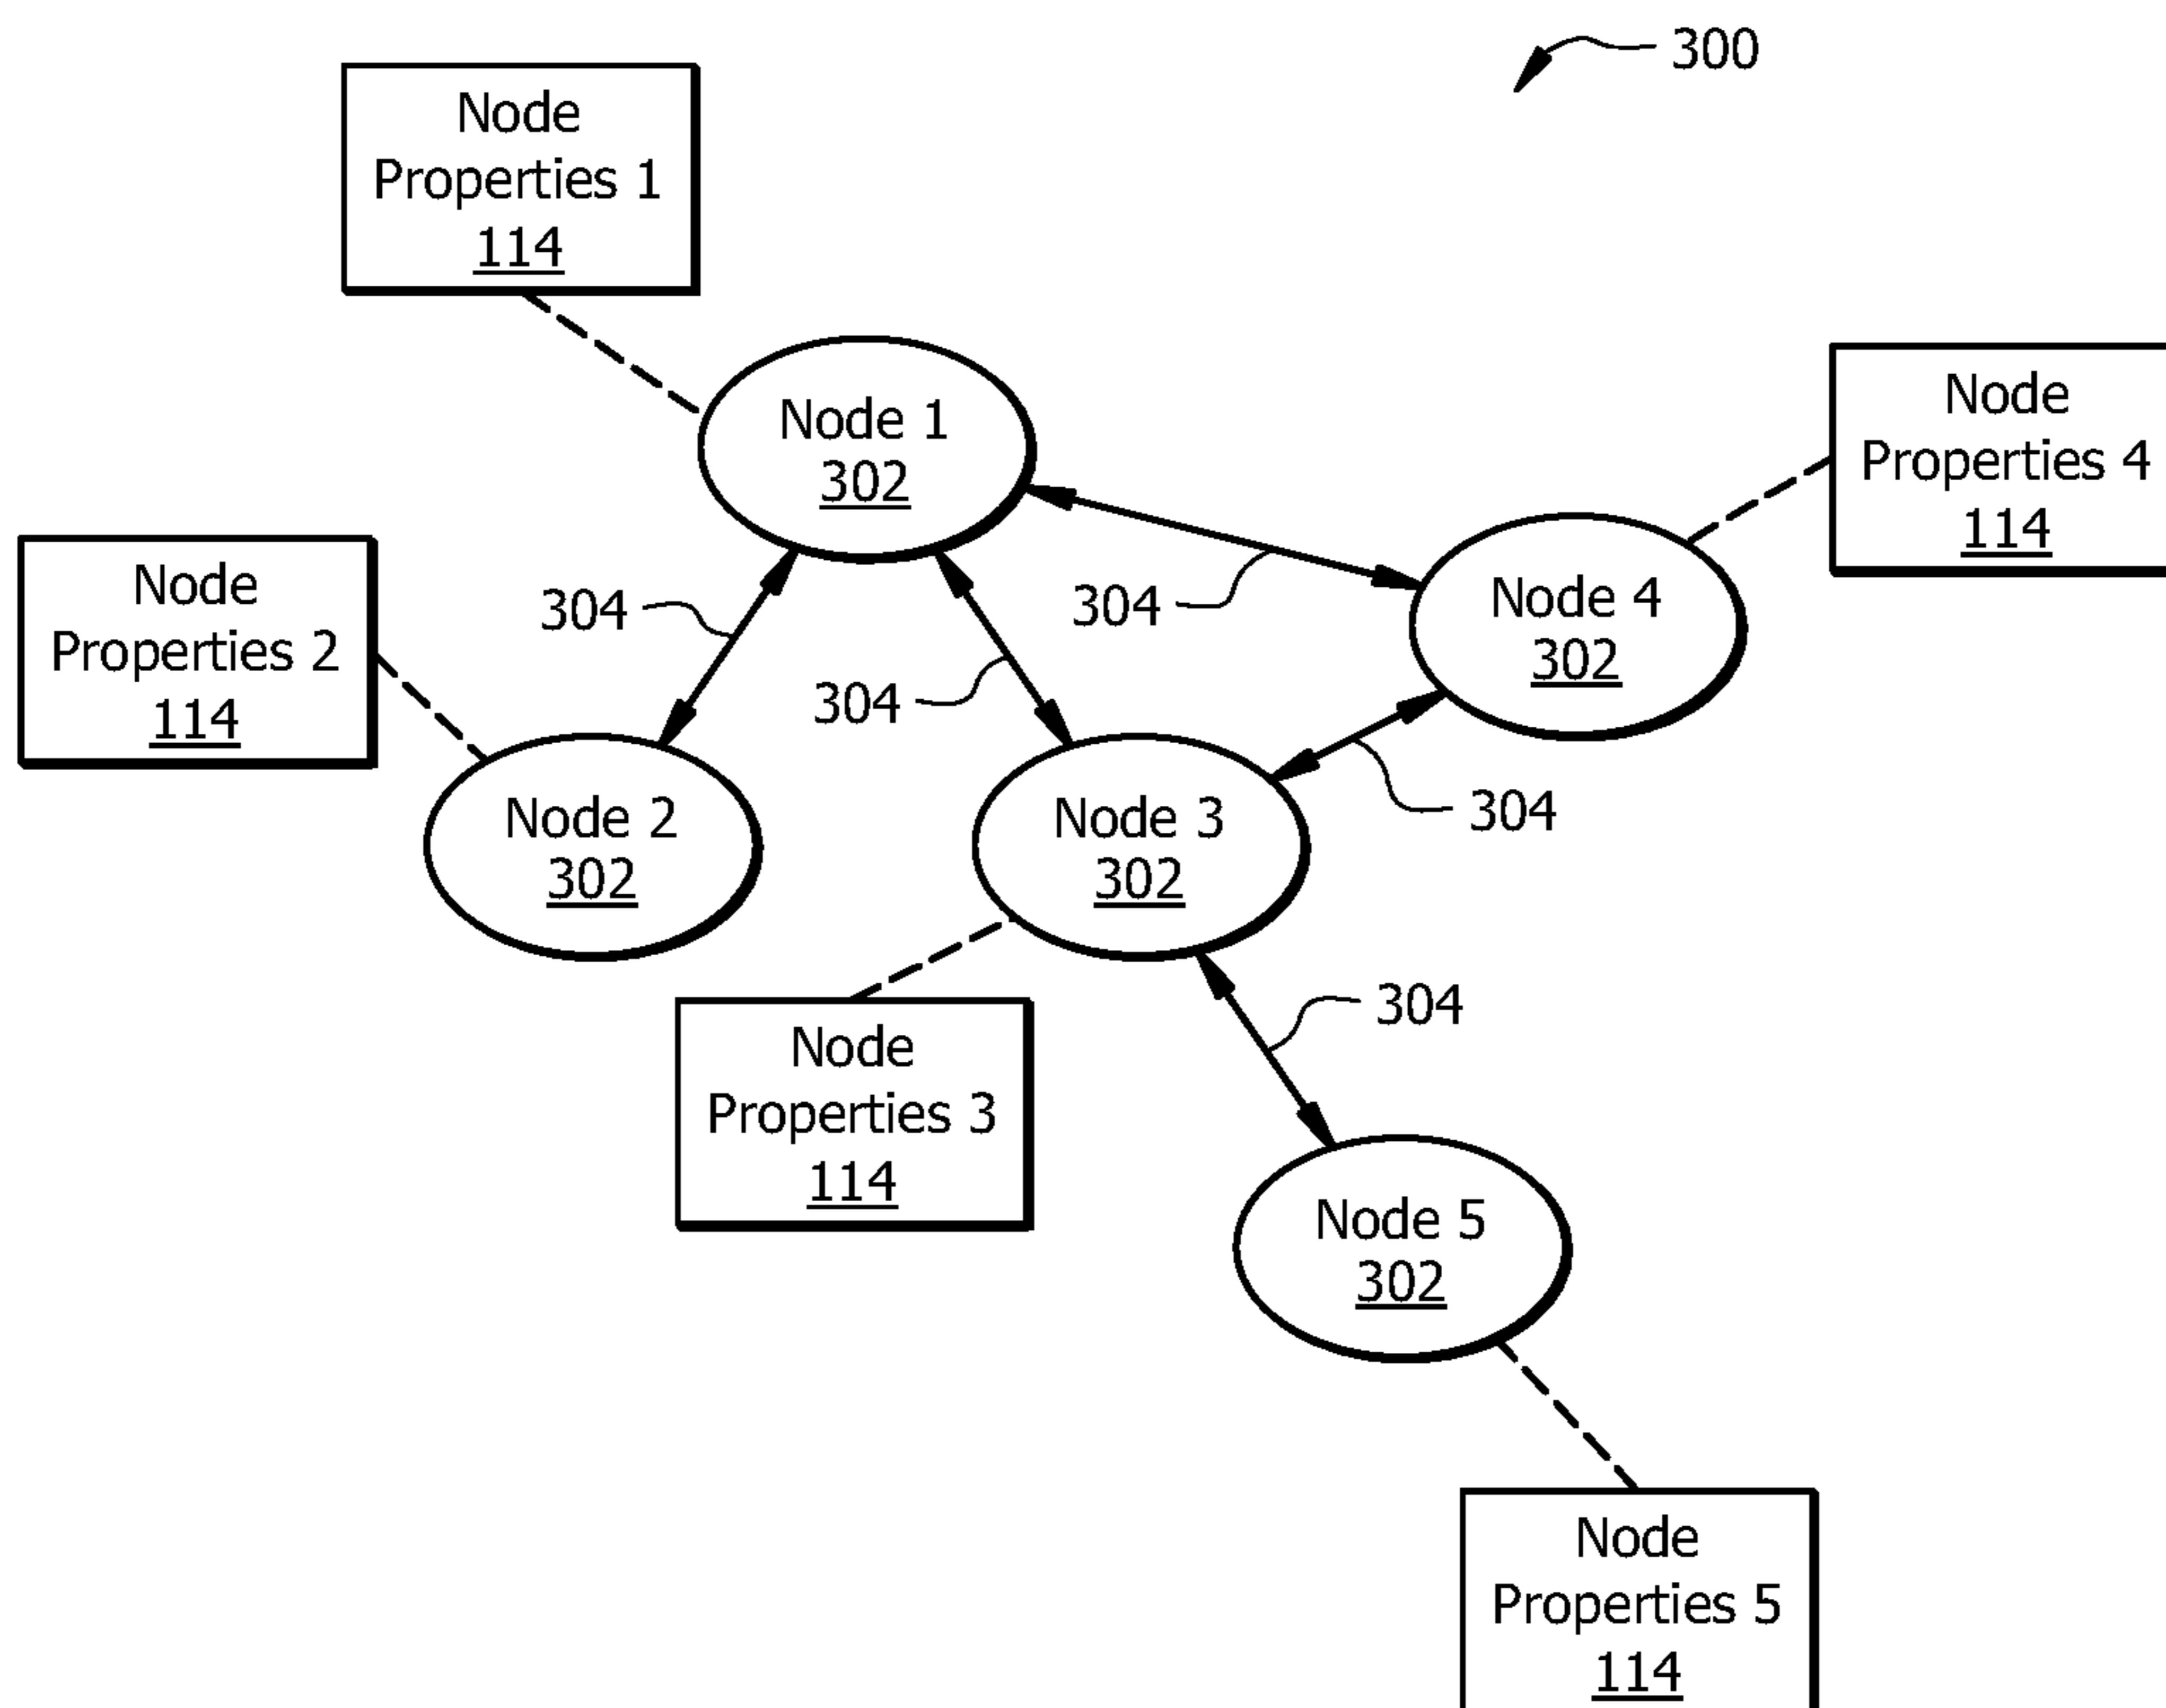 300
Node
Properties 1
114
Node 1
302
Node
Properties 4
114
Node
Properties 2
114
304
304
304
Node 4
302
Node 2
302
Node 3
302
304
304
Node
Properties 3
114
Node 5
302
Node
Properties 5
114